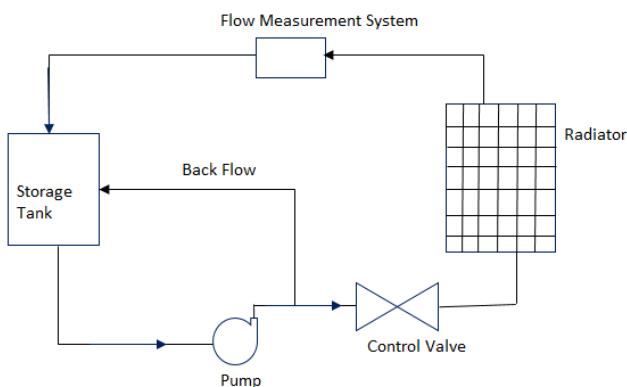 Flow Measurement System
Radiator
Back Flow
Storage
Tank
Control Valve
Pump